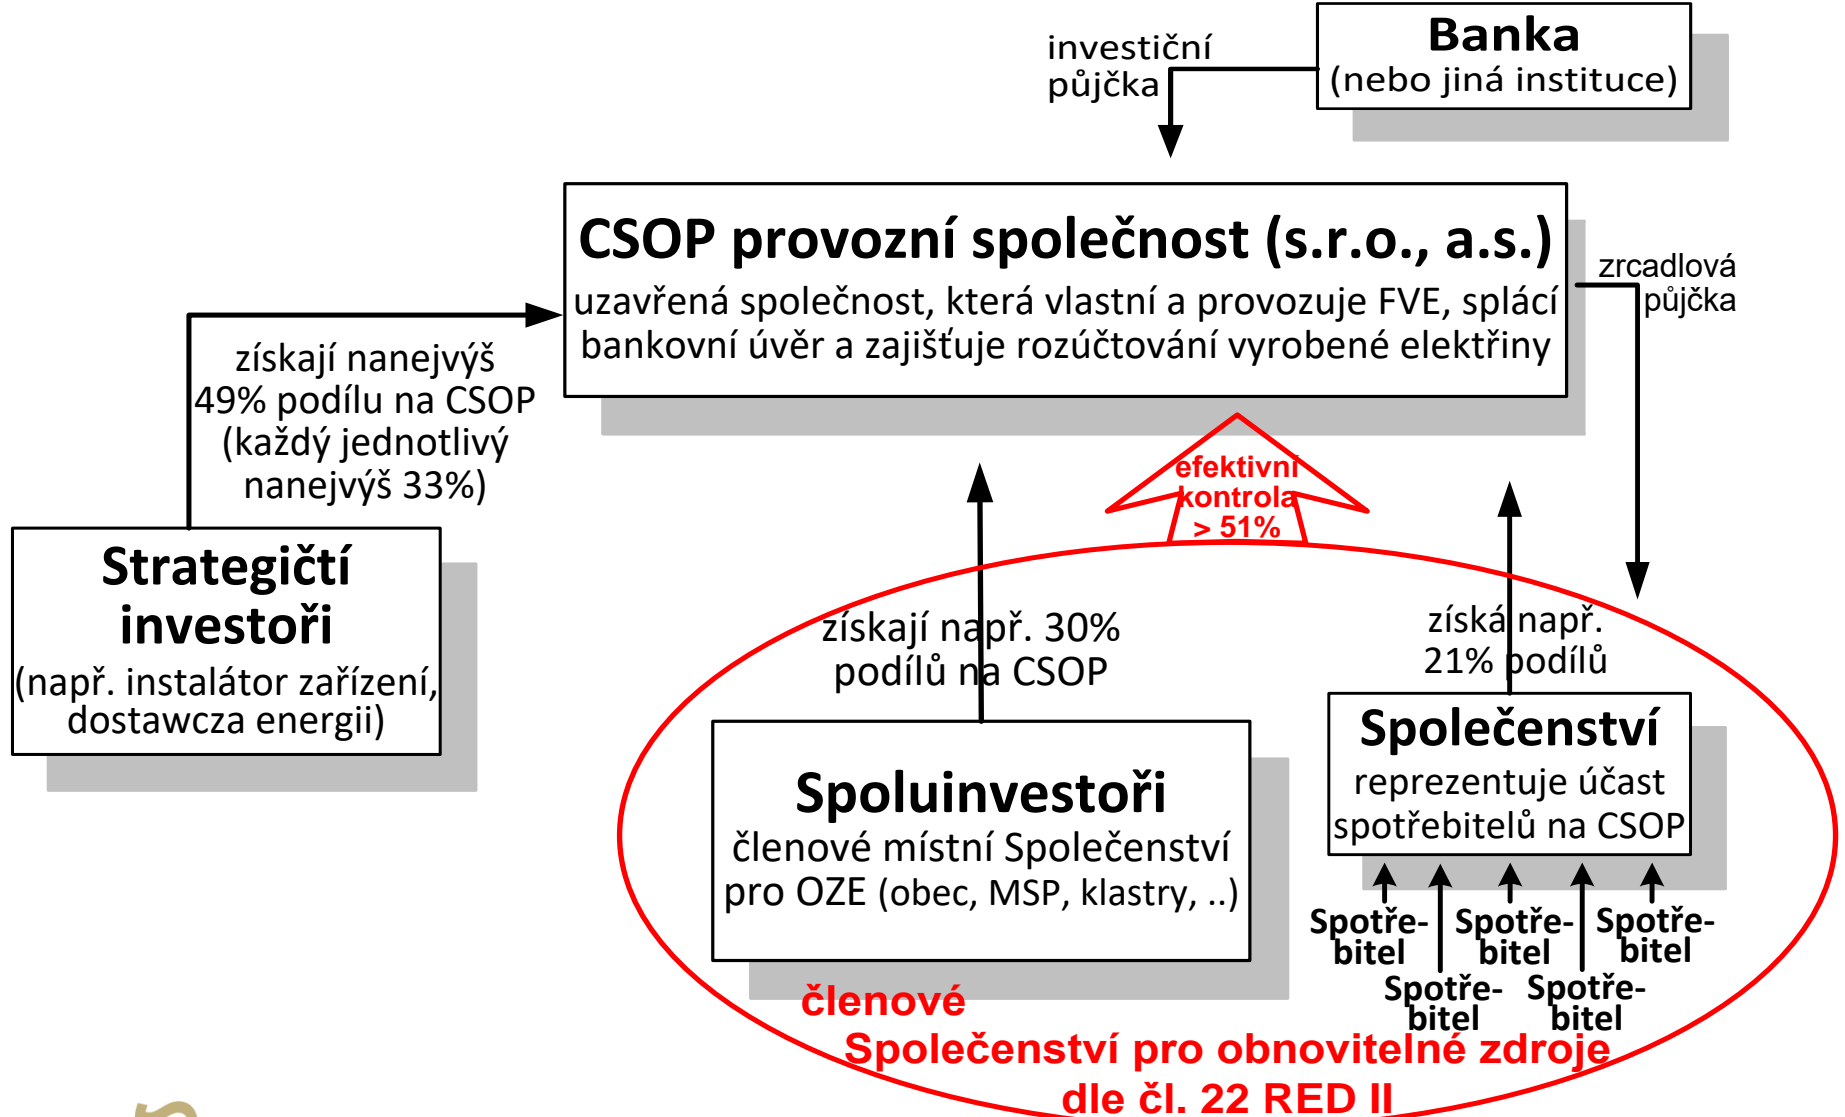 investiční
půjčka
Banka
(nebo jiná instituce)
CSOP provozní společnost (s.r.o., a.s.)
uzavřená společnost, která vlastní a provozuje FVE, splácí
bankovní úvěr a zajišťuje rozúčtování vyrobené elektřiny
zrcadlová
půjčka
získají nanejvýš
49% podílu na CSOP
(každý jednotlivý
nanejvýš 33%)
efektivní
kontrola
> 51%
Strategičtí
investoři
(např. instalátor zařízení,
dostawcza energii)
získají např. 30%
podílů na CSOP
získá např.
21% podílů
Spoluinvestoři
členové místní Společenství
pro OZE (obec, MSP, klastry, ..)
Společenství
reprezentuje účast
spotřebitelů na CSOP
Spotře-
bitel
Spotře-
bitel
Spotře-
bitel
Spotře-
bitel
Spotře-
bitel
členové
Společenství pro obnovitelné zdroje
dle čl. 22 RED II